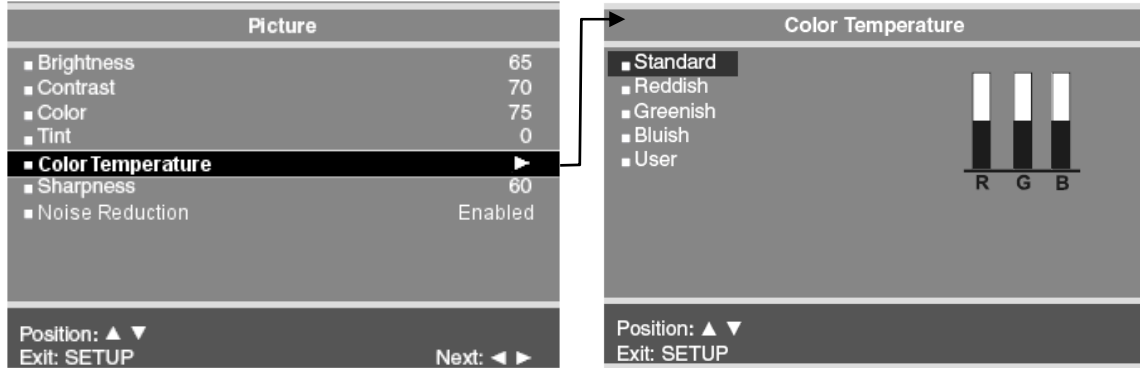 Picture
■ Brightness 65
■ Contrast 70
■ Color 75
■ Tint 0
■ Color Temperature ►
■ Sharpness 60
■ Noise Reduction Enabled
Position: ▲ ▼
Exit: SETUP Next: ◄ ►
Color Temperature
■ Standard
■ Reddish
■ Greenish
■ Bluish
■ User
R G B
Position: ▲ ▼
Exit: SETUP